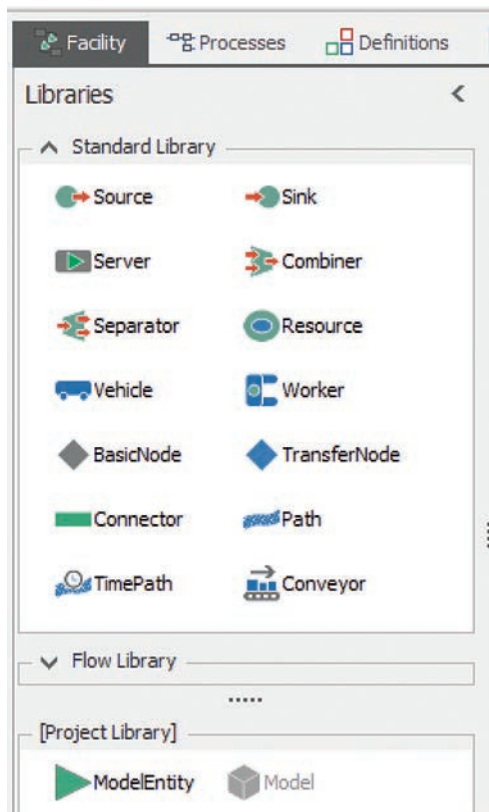 Facility Processes Definitions
Libraries
Standard Library
Source Sink
Server Combiner
Separator Resource
Vehicle Worker
BasicNode TransferNode
Connector Path
TimePath Conveyor
Flow Library
[Project Library]
ModelEntity Model